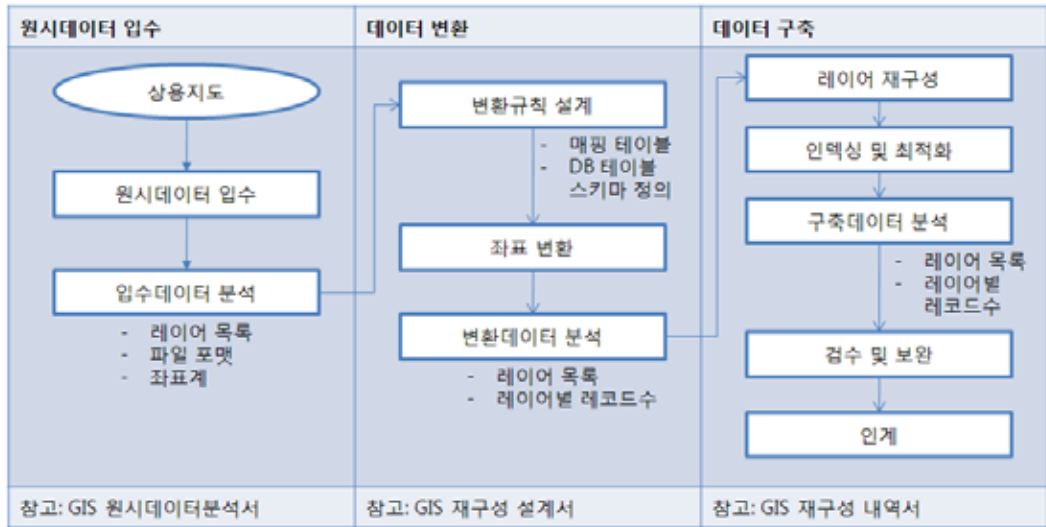 원시데이터 입수
상용지도
원시데이터 입수
입수데이터 분석
- 레이어 목록
- 파일 포맷
- 좌표계
참고: GIS 원시데이터분석서
데이터 변환
변환규칙 설계
- 매핑 테이블
- DB 테이블
스키마 정의
좌표 변환
변환데이터 분석
- 레이어 목록
- 레이어별 레코드수
참고: GIS 재구성 설계서
데이터 구축
레이어 재구성
인덱싱 및 최적화
구축데이터 분석
- 레이어 목록
- 레이어별
레코드수
검수 및 보완
인계
참고: GIS 재구성 내역서